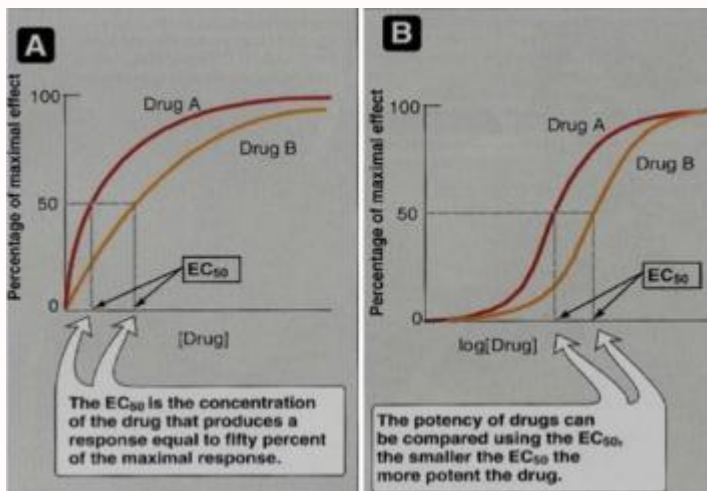 A
Percentage of maximal effect
100
50
0
Drug A
Drug B
EC50
[Drug]
The EC50 is the concentration
of the drug that produces a
response equal to fifty percent
of the maximal response.
B
Percentage of maximal effect
100
50
0
Drug A
Drug B
EC50
log[Drug]
The potency of drugs can
be compared using the EC50,
the smaller the EC50 the
more potent the drug.